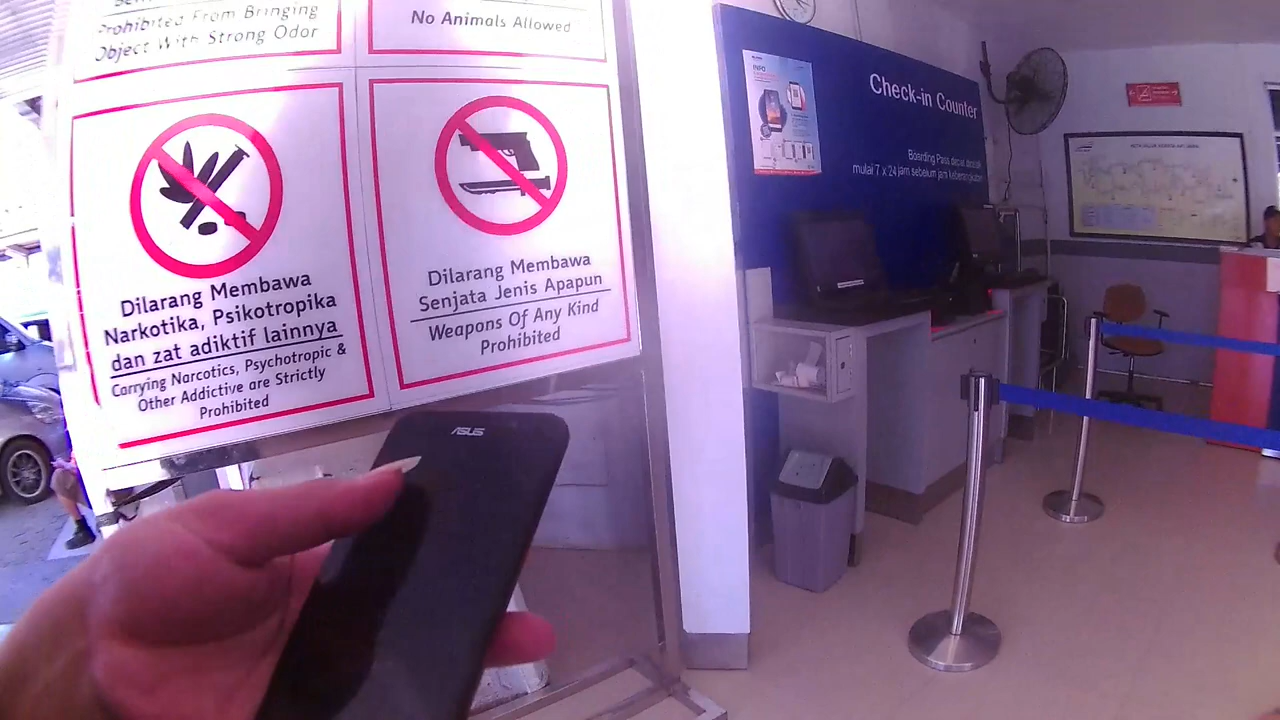 Prohibited From Bringing
Object With Strong Odor
No Animals Allowed
Dilarang Membawa
Narkotika, Psikotropika
dan zat adiktif lainnya
Carrying Narcotics, Psychotropic &
Other Addictive are Strictly
Prohibited
Dilarang Membawa
Senjata Jenis Apapun
Weapons Of Any Kind
Prohibited
ASUS
INFO
Check-in Counter
Boarding Pass dapat dicetak
mulai 7 x 24 jam sebelum jam keberangkatan